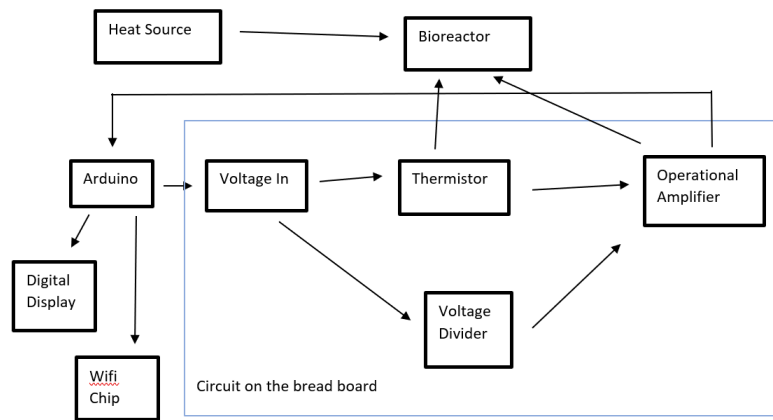 Heat Source
Bioreactor
Arduino
Voltage In
Thermistor
Operational
Amplifier
Digital
Display
Voltage
Divider
Wifi
Chip
Circuit on the bread board